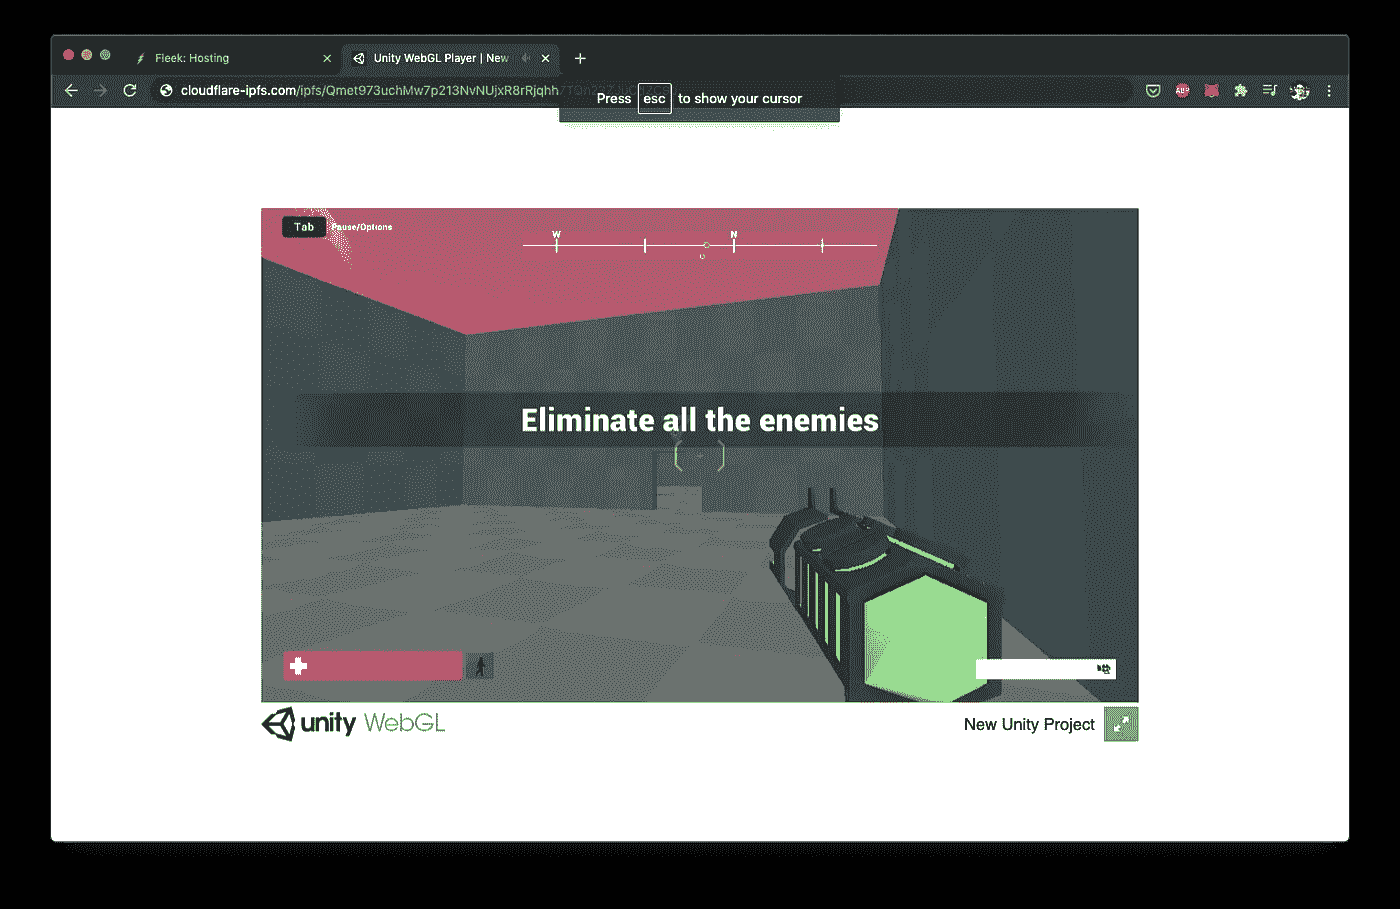 Fleek: Hosting
Unity WebGL Player | New
cloudflare-ipfs.com/ipfs/Qmet973uchMw7p213NvNUjxR8rRjqhh
Press esc to show your cursor
ABP
Tab Pause/Options
W N
Eliminate all the enemies
unity WebGL
New Unity Project